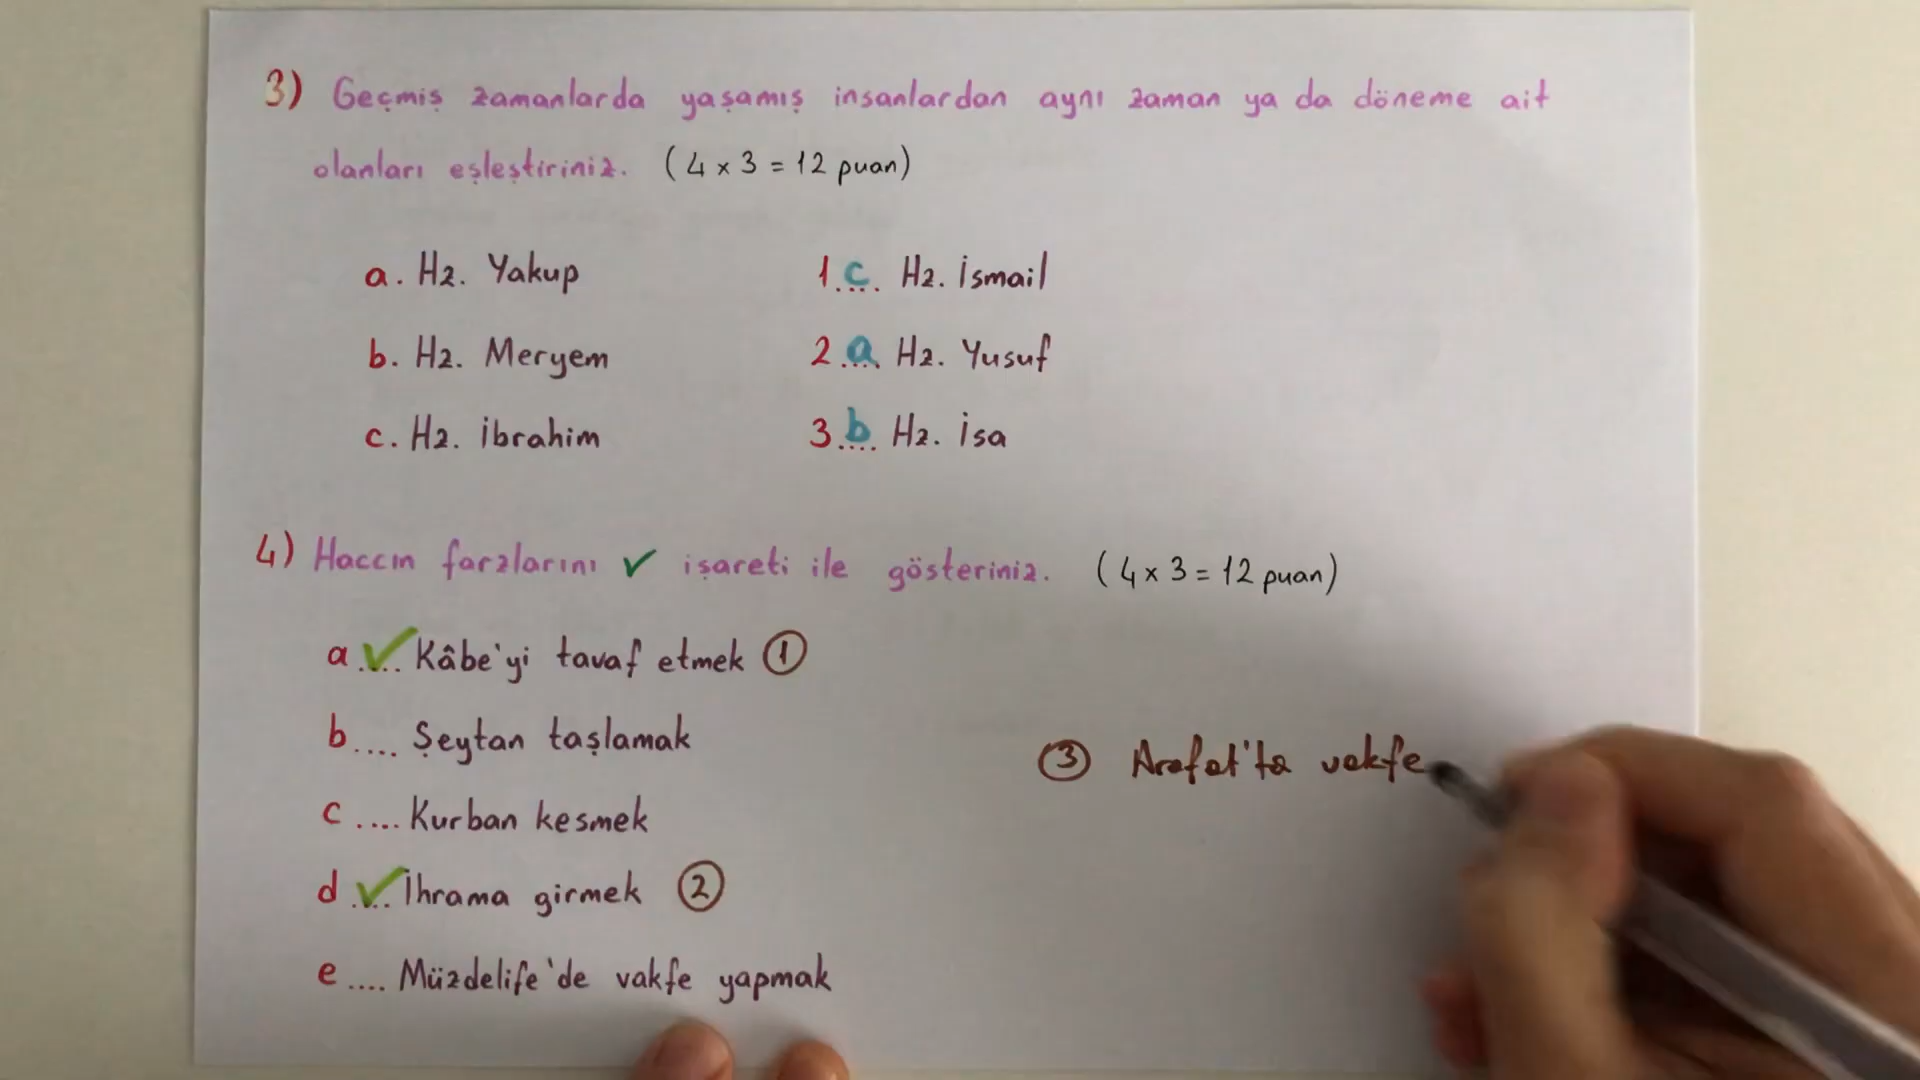 3) Geçmiş zamanlarda yaşamış insanlardan aynı zaman ya da döneme ait
olanları eşleştiriniz. (4 x 3 = 12 puan)
a. Hz. Yakup 1.c. Hz. İsmail
b. Hz. Meryem 2.a. Hz. Yusuf
c. Hz. İbrahim 3.b. Hz. İsa
4) Haccın farzlarını ✓ işareti ile gösteriniz. (4 x 3 = 12 puan)
a ✓... Kâbe'yi tavaf etmek ①
b.... Şeytan taşlamak
③ Arafat'ta vakfe
c .... Kurban kesmek
d ✓... İhrama girmek ②
e .... Müzdelife'de vakfe yapmak